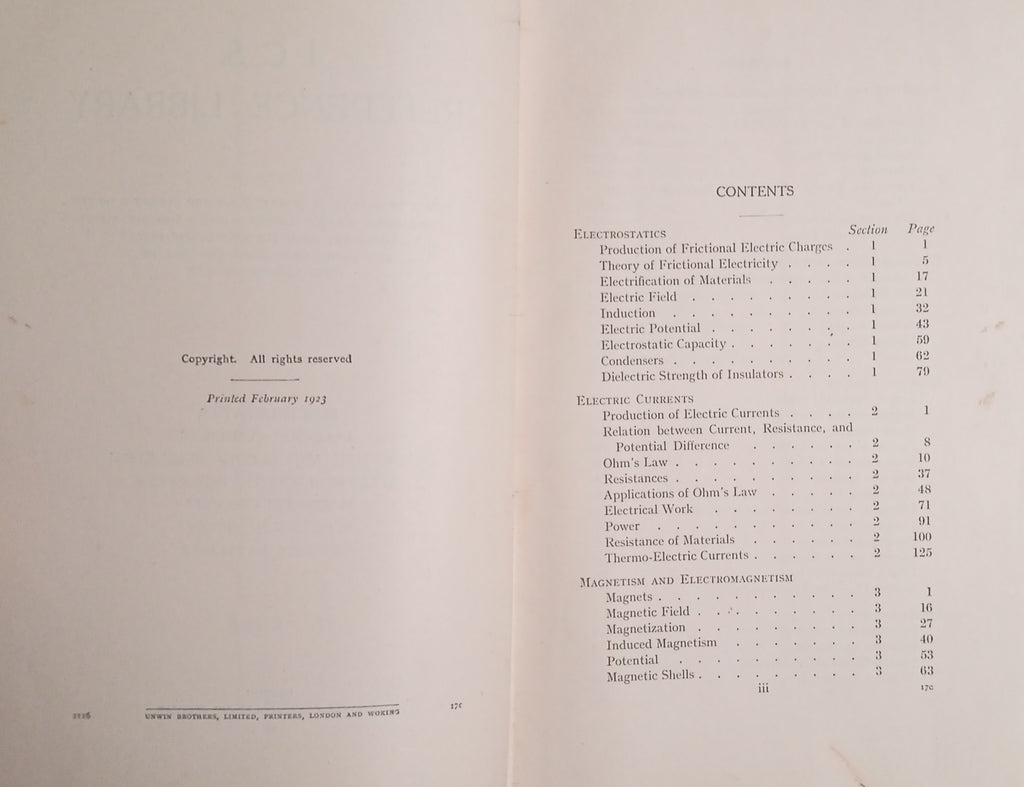 Copyright. All rights reserved
Printed February 1923
UNWIN BROTHERS, LIMITED, PRINTERS, LONDON AND WOKING
17C
CONTENTS
ELECTROSTATICS Section Page
Production of Frictional Electric Charges . 1 1
Theory of Frictional Electricity . . . . 1 5
Electrification of Materials . . . . . 1 17
Electric Field . . . . . . . . . 1 21
Induction . . . . . . . . . . 1 32
Electric Potential . . . . . . . . 1 43
Electrostatic Capacity . . . . . . . 1 59
Condensers . . . . . . . . . . 1 62
Dielectric Strength of Insulators . . . . 1 79
ELECTRIC CURRENTS
Production of Electric Currents . . . . 2 1
Relation between Current, Resistance, and
Potential Difference . . . . . . 2 8
Ohm's Law . . . . . . . . . . 2 10
Resistances . . . . . . . . . . 2 37
Applications of Ohm's Law . . . . . 2 48
Electrical Work . . . . . . . . 2 71
Power . . . . . . . . . . . 2 91
Resistance of Materials . . . . . . 2 100
Thermo-Electric Currents . . . . . . 2 125
MAGNETISM AND ELECTROMAGNETISM
Magnets . . . . . . . . . . . 3 1
Magnetic Field . . . . . . . . . 3 16
Magnetization . . . . . . . . . 3 27
Induced Magnetism . . . . . . . 3 40
Potential . . . . . . . . . . 3 53
Magnetic Shells . . . . . . . . . 3 63
iii 17C